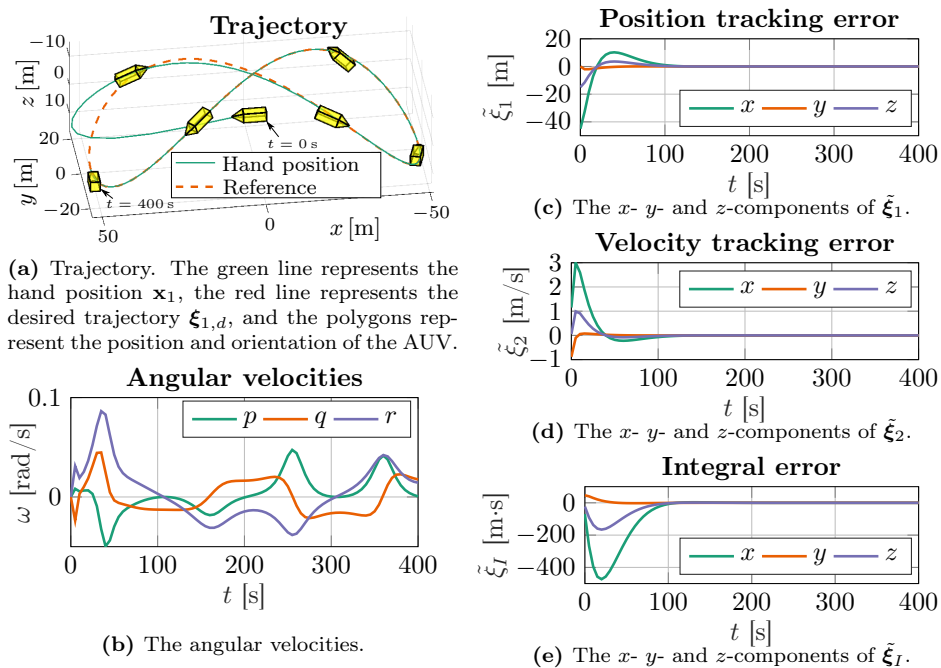 Trajectory
−10
0
10
z [m]
20
0
−20
y [m]
50
0
−50
x [m]
t = 0 s
t = 400 s
Hand position
Reference
(a) Trajectory. The green line represents the
hand position x₁, the red line represents the
desired trajectory ξ₁,d, and the polygons rep-
resent the position and orientation of the AUV.
Angular velocities
0.1
0
ω [rad/s]
p q r
0 100 200 300 400
t [s]
(b) The angular velocities.
Position tracking error
20
0
−20
−40
ξ̃₁ [m]
x y z
0 100 200 300 400
t [s]
(c) The x- y- and z-components of ξ̃₁.
Velocity tracking error
3
2
1
0
−1
ξ̃₂ [m/s]
x y z
0 100 200 300 400
t [s]
(d) The x- y- and z-components of ξ̃₂.
Integral error
0
−200
−400
ξ̃_I [m·s]
x y z
0 100 200 300 400
t [s]
(e) The x- y- and z-components of ξ̃_I.